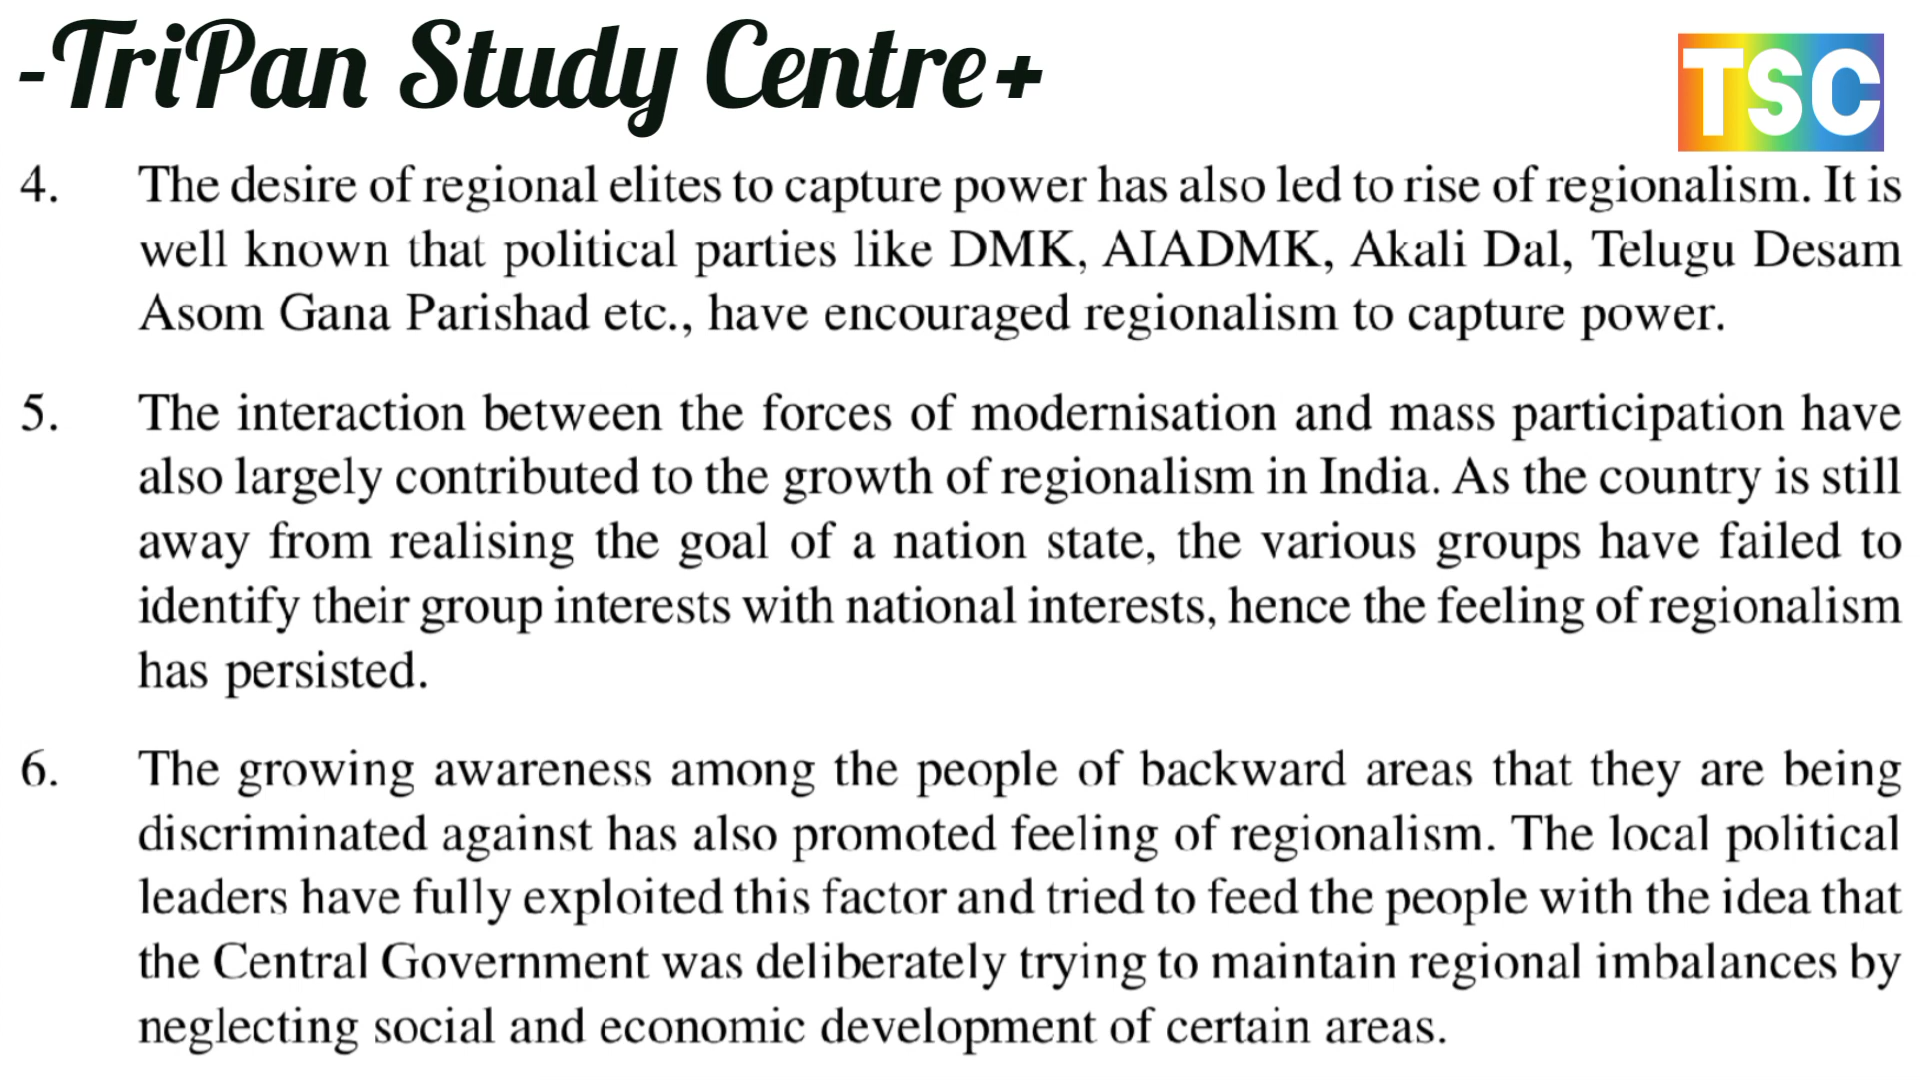 -TriPan Study Centre+
TSC
4. The desire of regional elites to capture power has also led to rise of regionalism. It is
well known that political parties like DMK, AIADMK, Akali Dal, Telugu Desam
Asom Gana Parishad etc., have encouraged regionalism to capture power.
5. The interaction between the forces of modernisation and mass participation have
also largely contributed to the growth of regionalism in India. As the country is still
away from realising the goal of a nation state, the various groups have failed to
identify their group interests with national interests, hence the feeling of regionalism
has persisted.
6. The growing awareness among the people of backward areas that they are being
discriminated against has also promoted feeling of regionalism. The local political
leaders have fully exploited this factor and tried to feed the people with the idea that
the Central Government was deliberately trying to maintain regional imbalances by
neglecting social and economic development of certain areas.